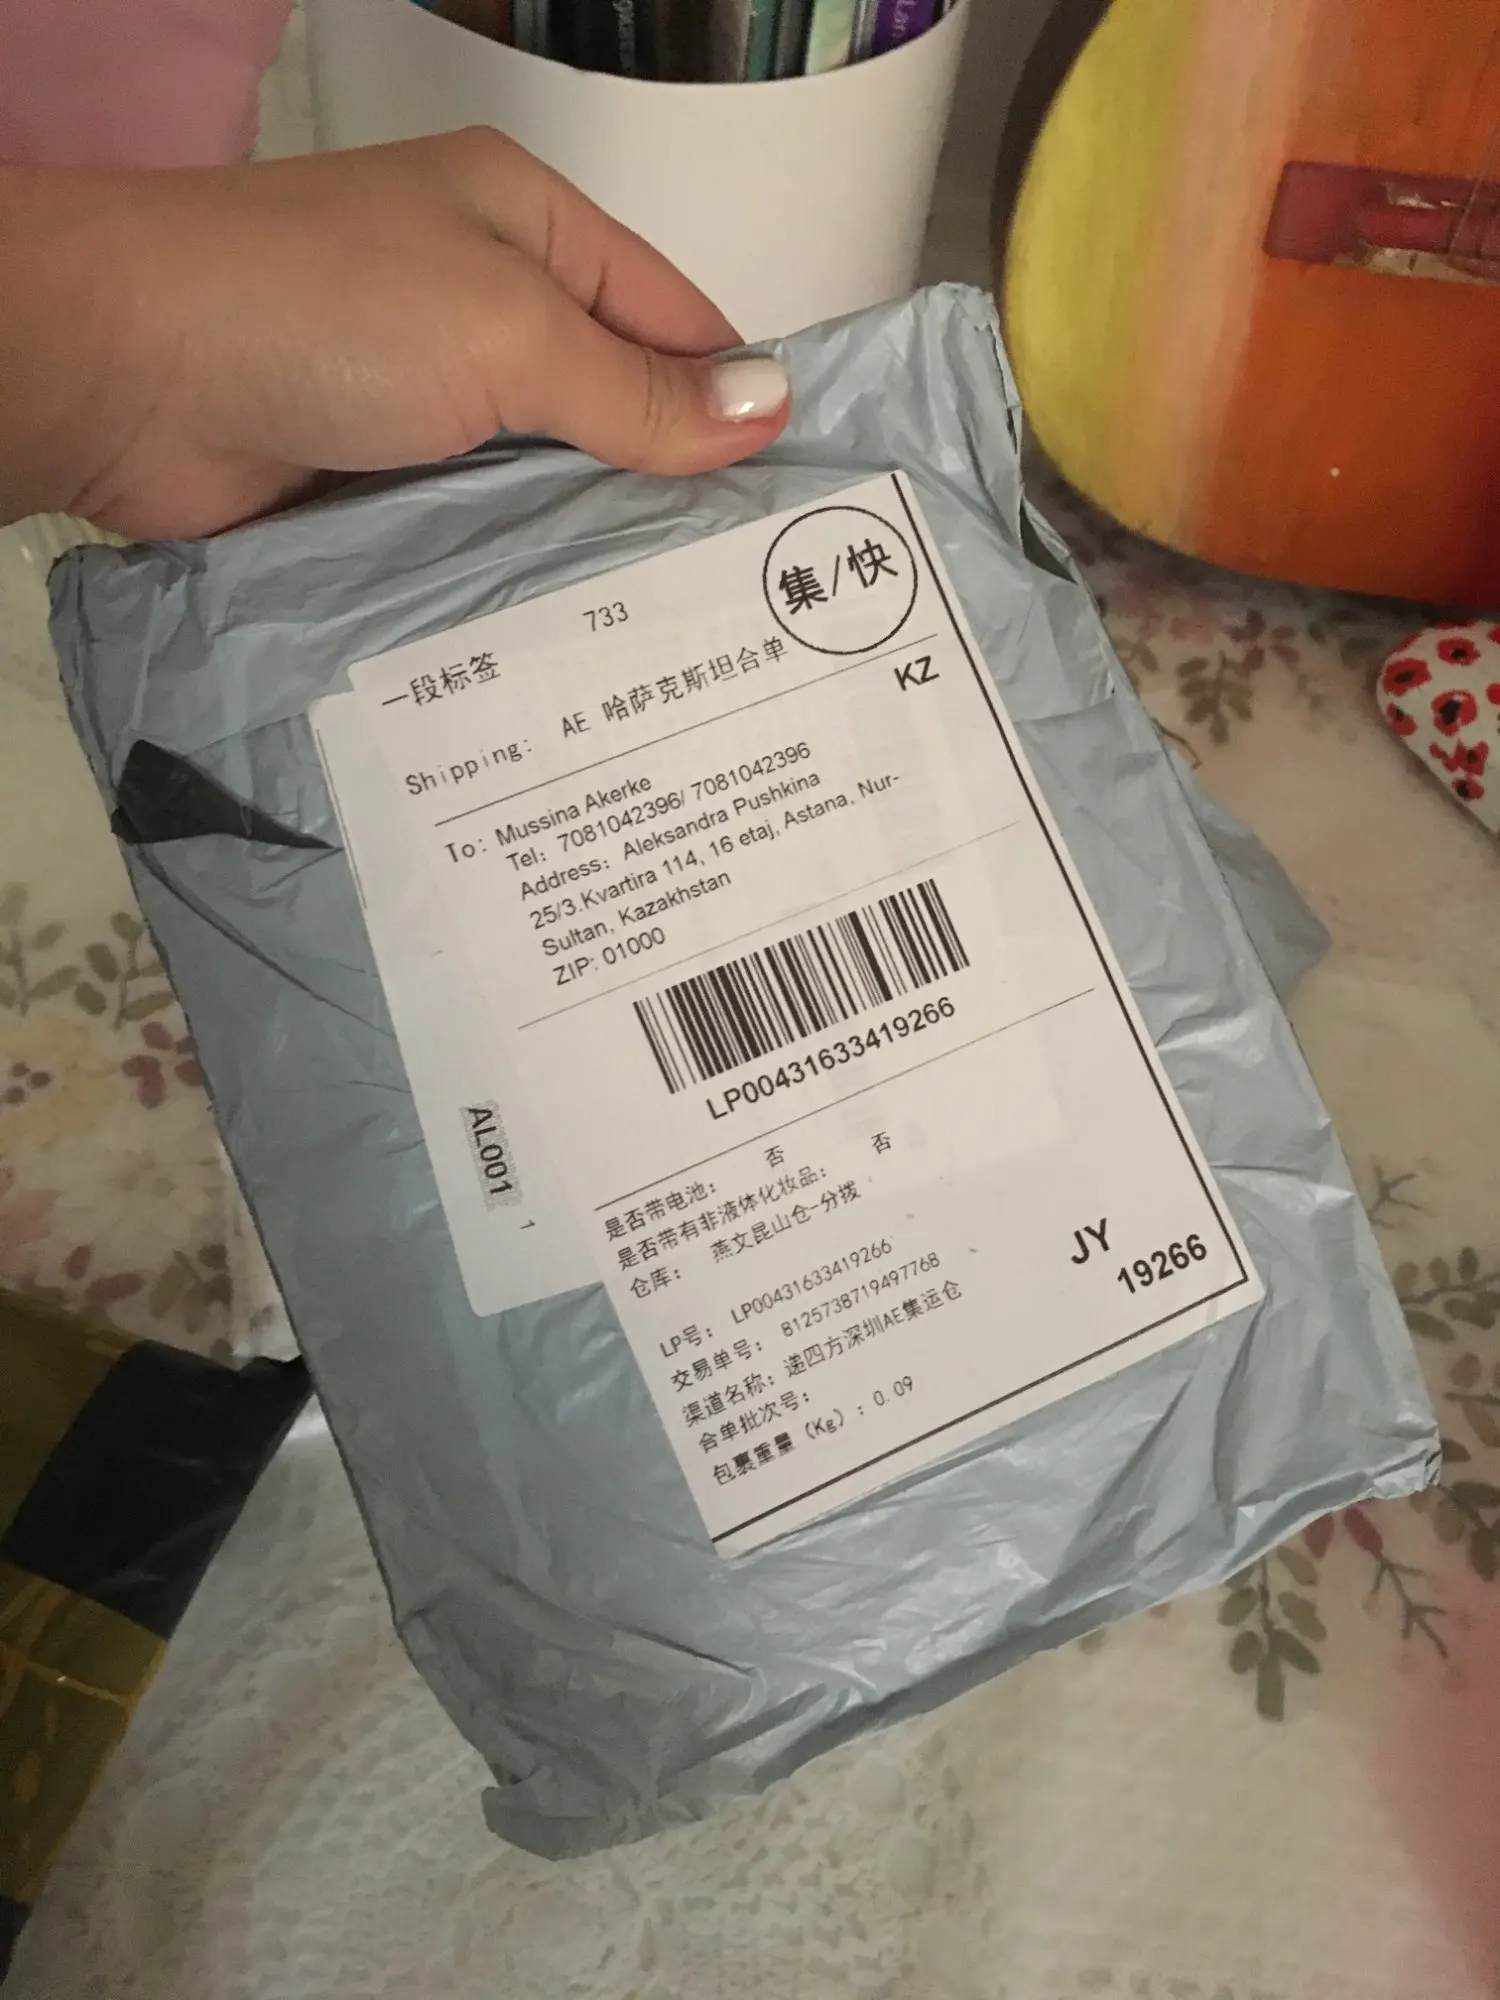 733
集/快
一段标签
Shipping: AE 哈萨克斯坦合单
KZ
To: Mussina Akerke
Tel: 7081042396/ 7081042396
Address: Aleksandra Pushkina
25/3.Kvartira 114, 16 etaj, Astana, Nur-
Sultan, Kazakhstan
ZIP: 01000
LP00431633419266
AL001
1
是否带电池： 否
是否带有非液体化妆品： 否
仓库： 燕文昆山仓-分拨
LP号： LP00431633419266
交易单号： 8125738719497768
渠道名称：递四方深圳AE集运仓
合单批次号：
包裹重量（Kg）: 0.09
JY
19266